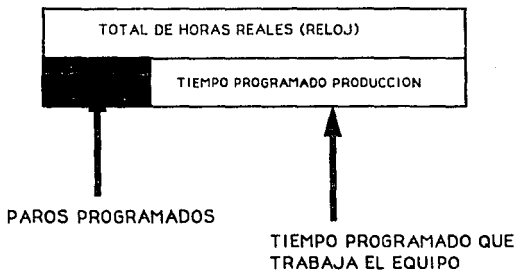 TOTAL DE HORAS REALES (RELOJ)
TIEMPO PROGRAMADO PRODUCCION
PAROS PROGRAMADOS
TIEMPO PROGRAMADO QUE
TRABAJA EL EQUIPO